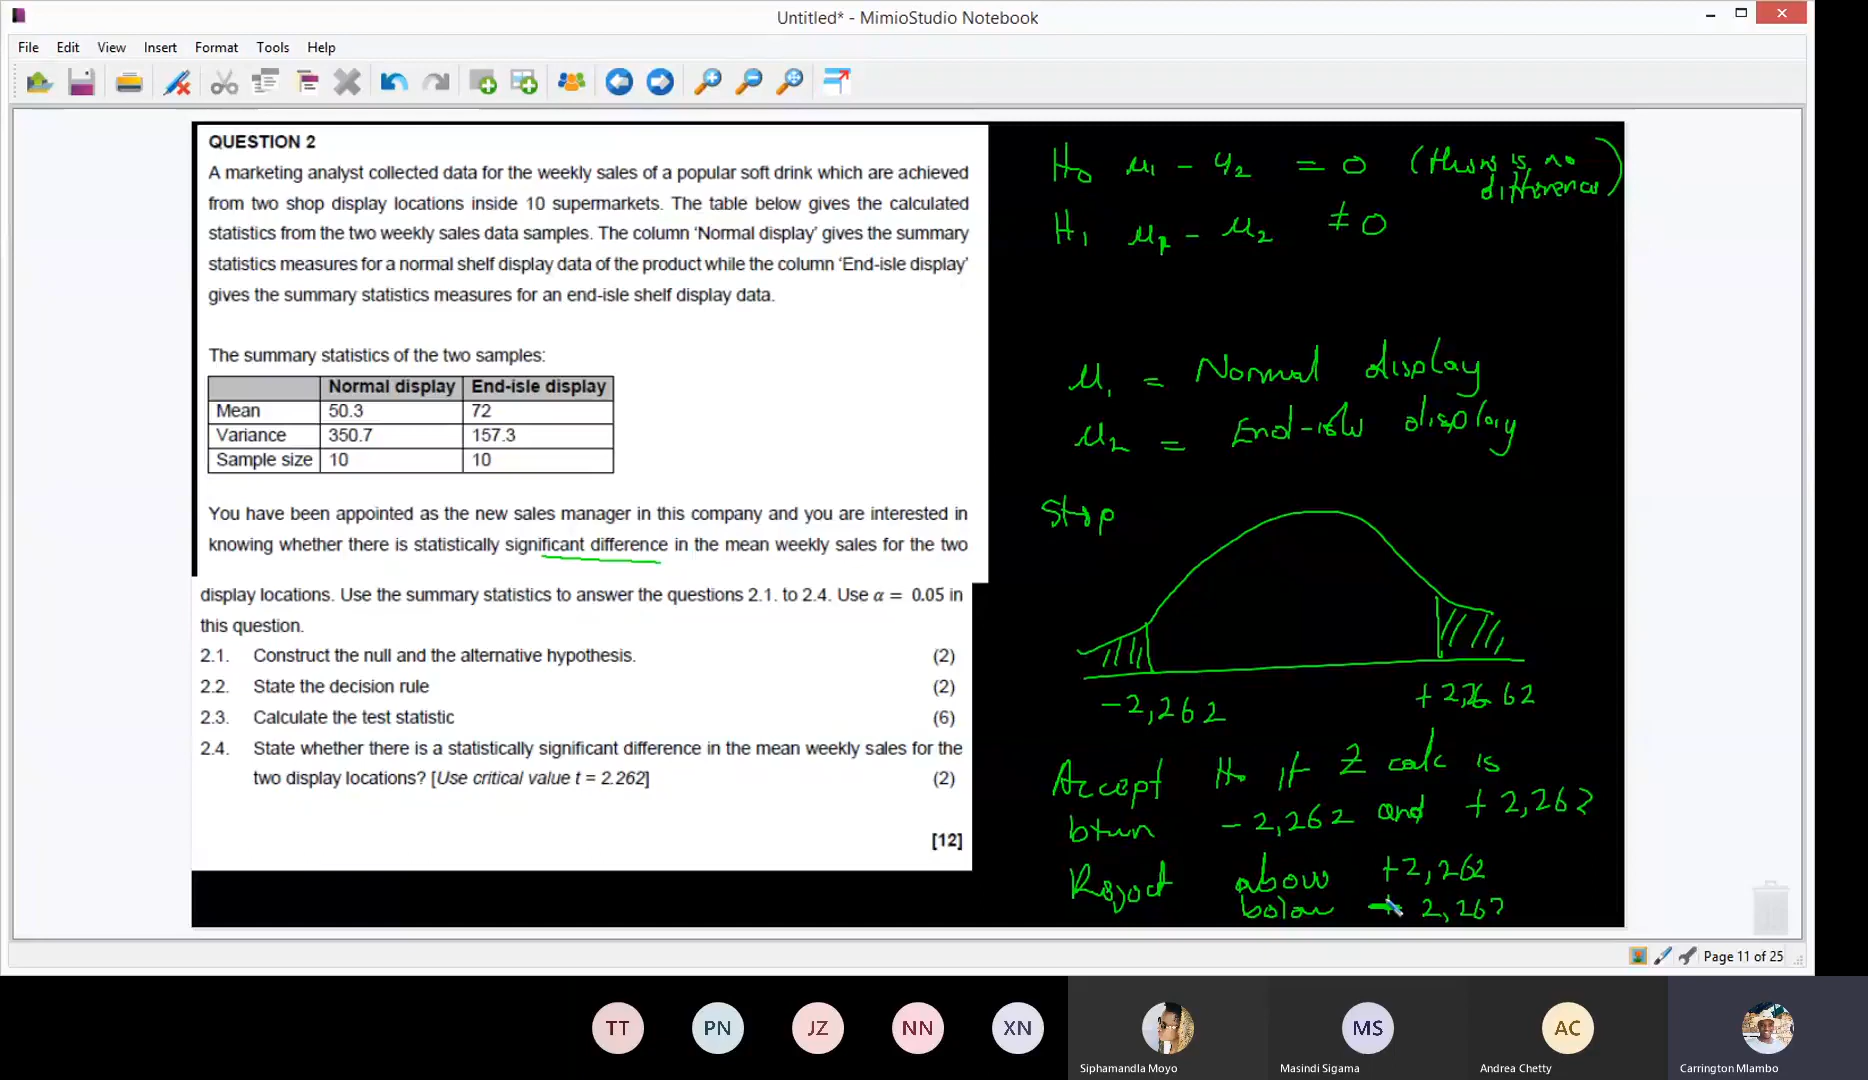 Untitled* - MimioStudio Notebook
File Edit View Insert Format Tools Help
QUESTION 2
A marketing analyst collected data for the weekly sales of a popular soft drink which are achieved
from two shop display locations inside 10 supermarkets. The table below gives the calculated
statistics from the two weekly sales data samples. The column 'Normal display' gives the summary
statistics measures for a normal shelf display data of the product while the column 'End-isle display'
gives the summary statistics measures for an end-isle shelf display data.
The summary statistics of the two samples:
Normal display End-isle display
Mean 50.3 72
Variance 350.7 157.3
Sample size 10 10
You have been appointed as the new sales manager in this company and you are interested in
knowing whether there is statistically significant difference in the mean weekly sales for the two
display locations. Use the summary statistics to answer the questions 2.1. to 2.4. Use α = 0.05 in
this question.
2.1. Construct the null and the alternative hypothesis. (2)
2.2. State the decision rule (2)
2.3. Calculate the test statistic (6)
2.4. State whether there is a statistically significant difference in the mean weekly sales for the
two display locations? [Use critical value t = 2.262] (2)
[12]
H₀ μ₁ - μ₂ = 0 (there is no
difference)
H₁ μ₁ - μ₂ ≠ 0
μ₁ = Normal display
μ₂ = End-isle display
step
-2,262 +2,262
Accept H₀ if Z calc is
btwn -2,262 and +2,262
Reject above +2,262
below 2,262
Page 11 of 25
TT PN JZ NN XN MS AC
Siphamandla Moyo Masindi Sigama Andrea Chetty Carrington Mlambo